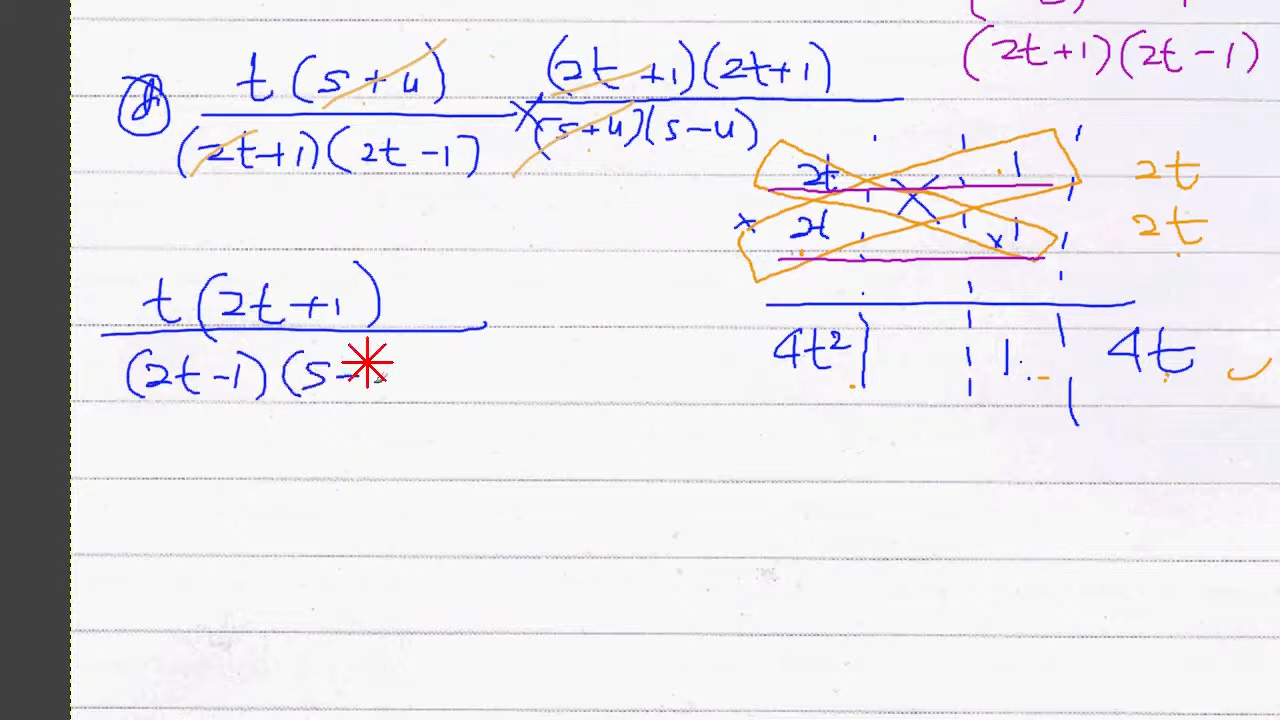 (2t+1)(2t-1)
t(s+u) (2t+1)(2t+1)
×
(2t+1)(2t-1) (s+u)(s-u)
2t 1 2t
× 2t × 1 2t
4t² 1 4t
t(2t+1)
(2t-1)(s-